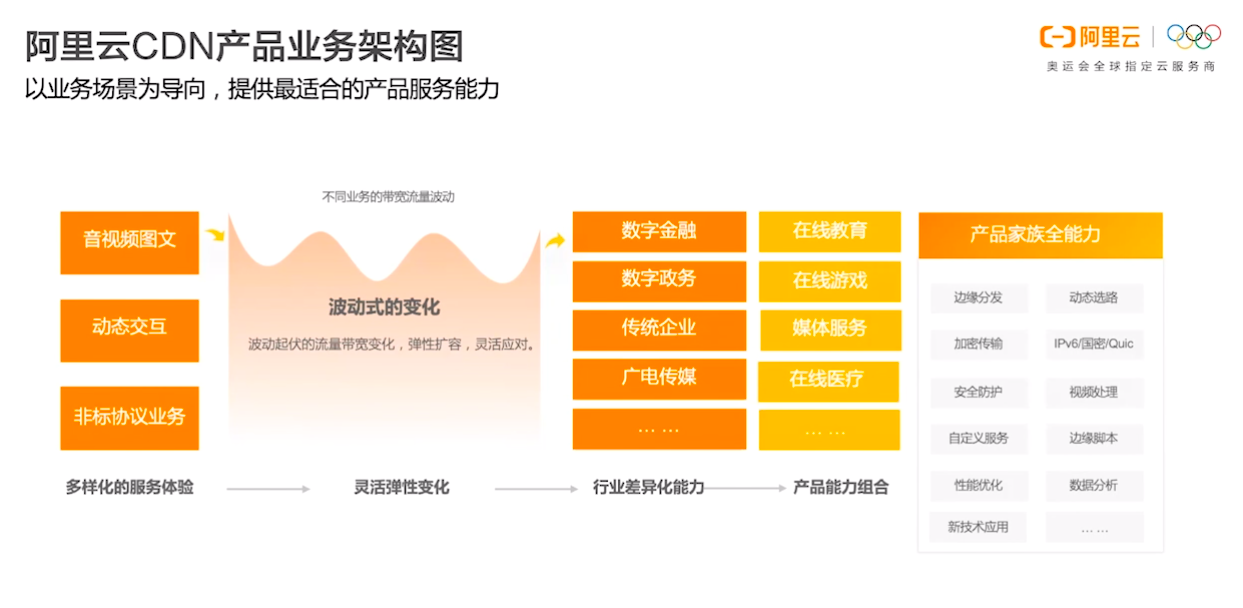 阿里云CDN产品业务架构图
以业务场景为导向，提供最适合的产品服务能力
阿里云
奥运会全球指定云服务商
不同业务的带宽流量波动
音视频图文
动态交互
非标协议业务
波动式的变化
波动起伏的流量带宽变化，弹性扩容，灵活应对。
数字金融
在线教育
数字政务
在线游戏
传统企业
媒体服务
广电传媒
在线医疗
... ...
... ...
产品家族全能力
边缘分发
动态选路
加密传输
IPv6/国密/Quic
安全防护
视频处理
自定义服务
边缘脚本
性能优化
数据分析
新技术应用
... ...
多样化的服务体验
灵活弹性变化
行业差异化能力
产品能力组合